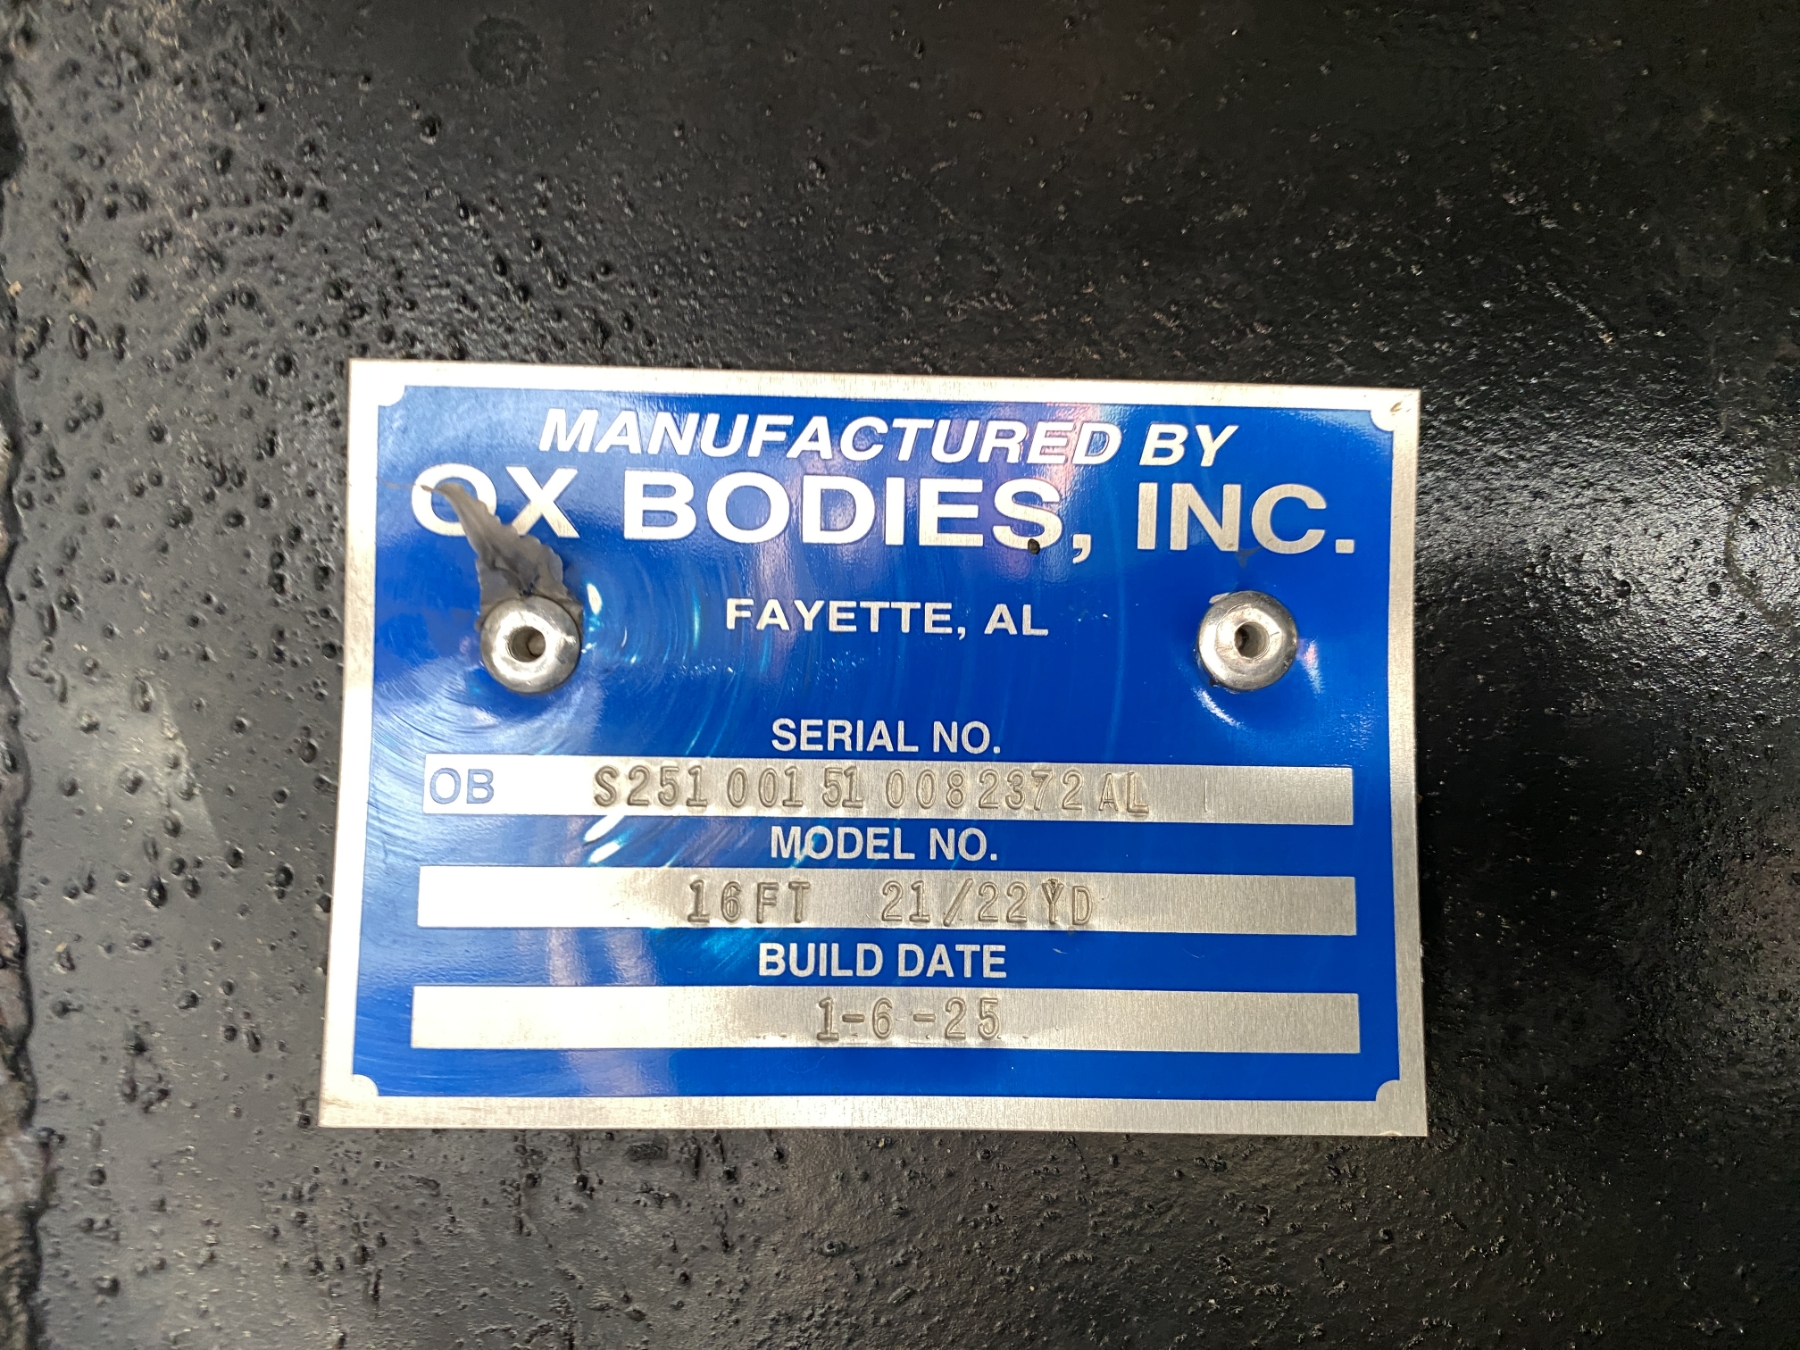 MANUFACTURED BY
OX BODIES, INC.
FAYETTE, AL
SERIAL NO.
OB S251 001 51 0082372 AL
MODEL NO.
16FT 21/22YD
BUILD DATE
1-6-25